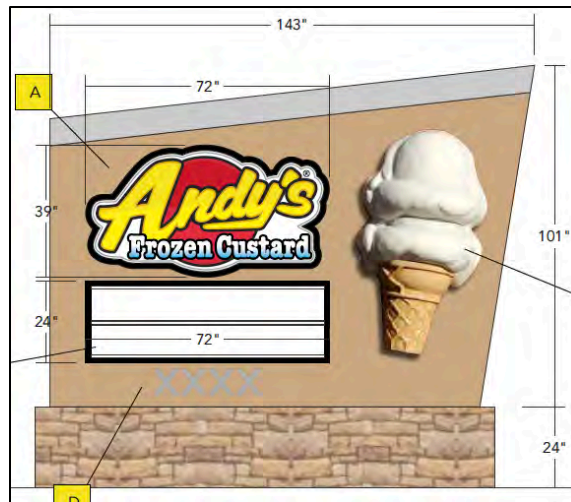 143"
A
72"
Andy's®
Frozen Custard
39"
101"
24"
72"
XXXX
24"
D